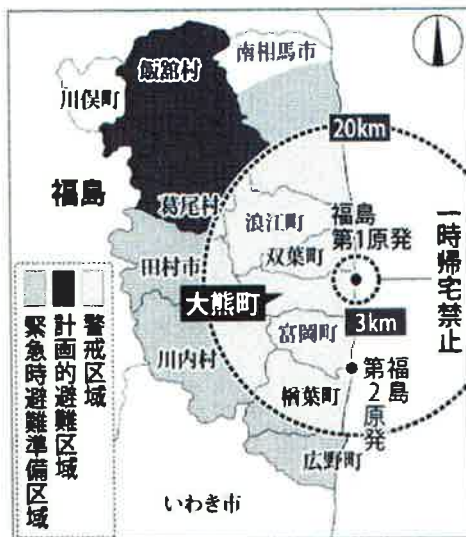 南相馬市
飯舘村
川俣町
20km
福島
葛尾村
浪江町
福島
第1原発
双葉町
田村市
大熊町
3km
一時帰宅禁止
富岡町
川内村
楢葉町
福島
第2原発
広野町
いわき市
警戒区域
計画的避難区域
緊急時避難準備区域